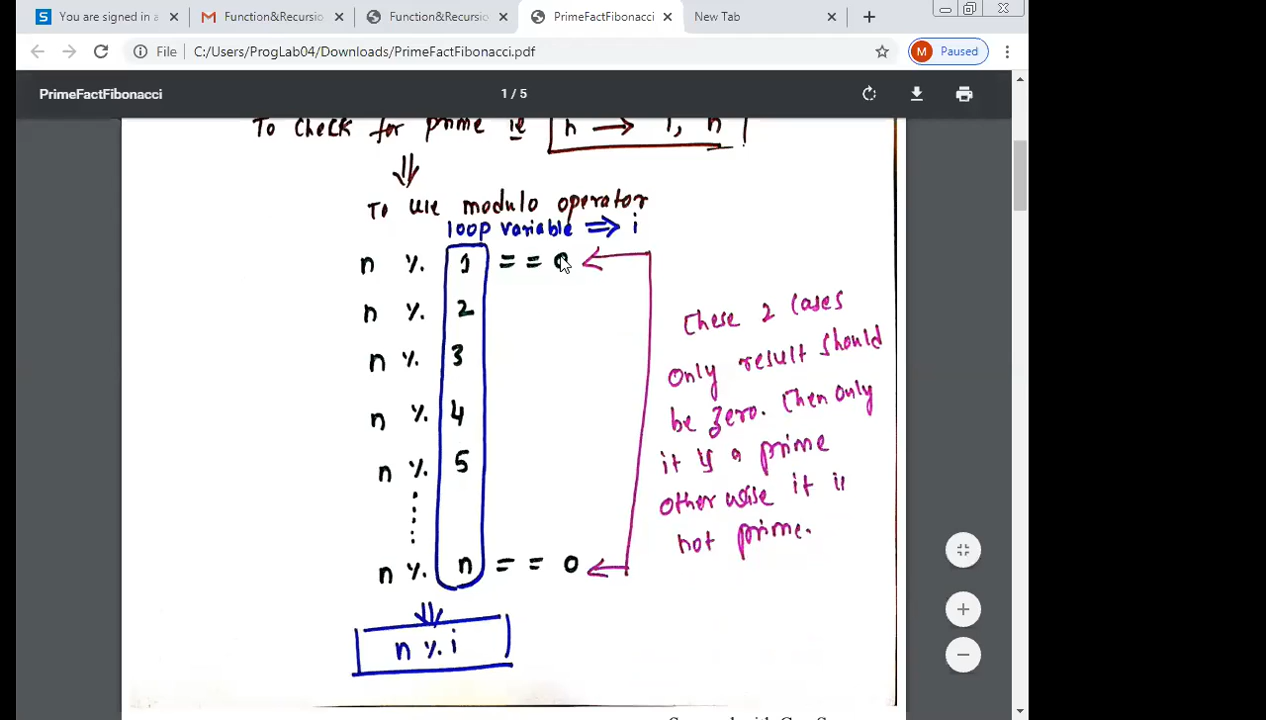 You are signed in a
Function&Recursio
Function&Recursio
PrimeFactFibonacci
New Tab
File
C:/Users/ProgLab04/Downloads/PrimeFactFibonacci.pdf
M Paused
PrimeFactFibonacci
1 / 5
To check for prime ie n → 1, n
To use modulo operator
loop variable ⇒ i
n % 1 = = 0
n % 2
n % 3
n % 4
n % 5
n % n = = 0
n % i
These 2 cases
only result should
be zero. Then only
it is a prime
otherwise it is
not prime.